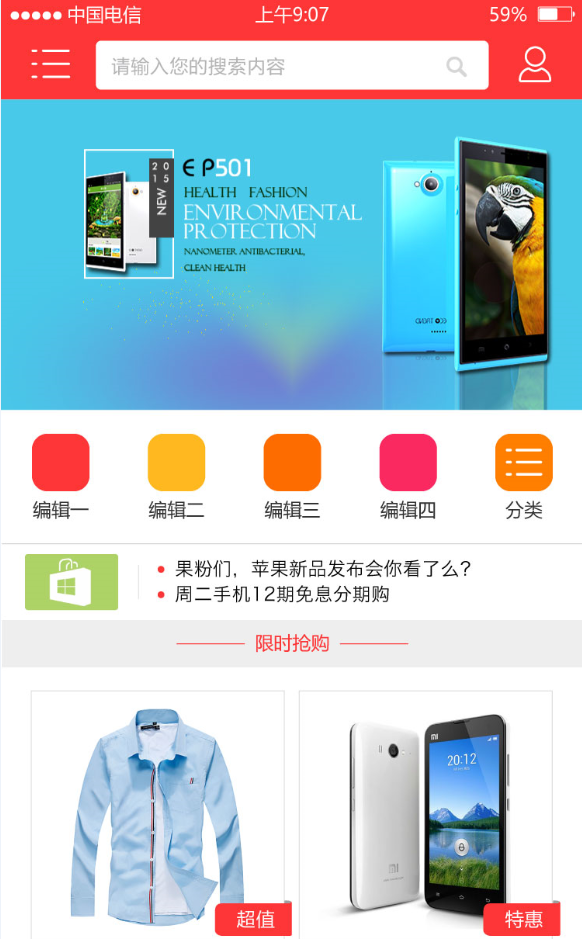 中国电信 上午9:07 59%
请输入您的搜索内容
2015
NEW
E P501
HEALTH FASHION
ENVIRONMENTAL
PROTECTION
NANOMETER ANTIBACTERIAL,
CLEAN HEALTH
编辑一 编辑二 编辑三 编辑四 分类
果粉们，苹果新品发布会你看了么？
周二手机12期免息分期购
限时抢购
MI
20:12
MI
超值 特惠